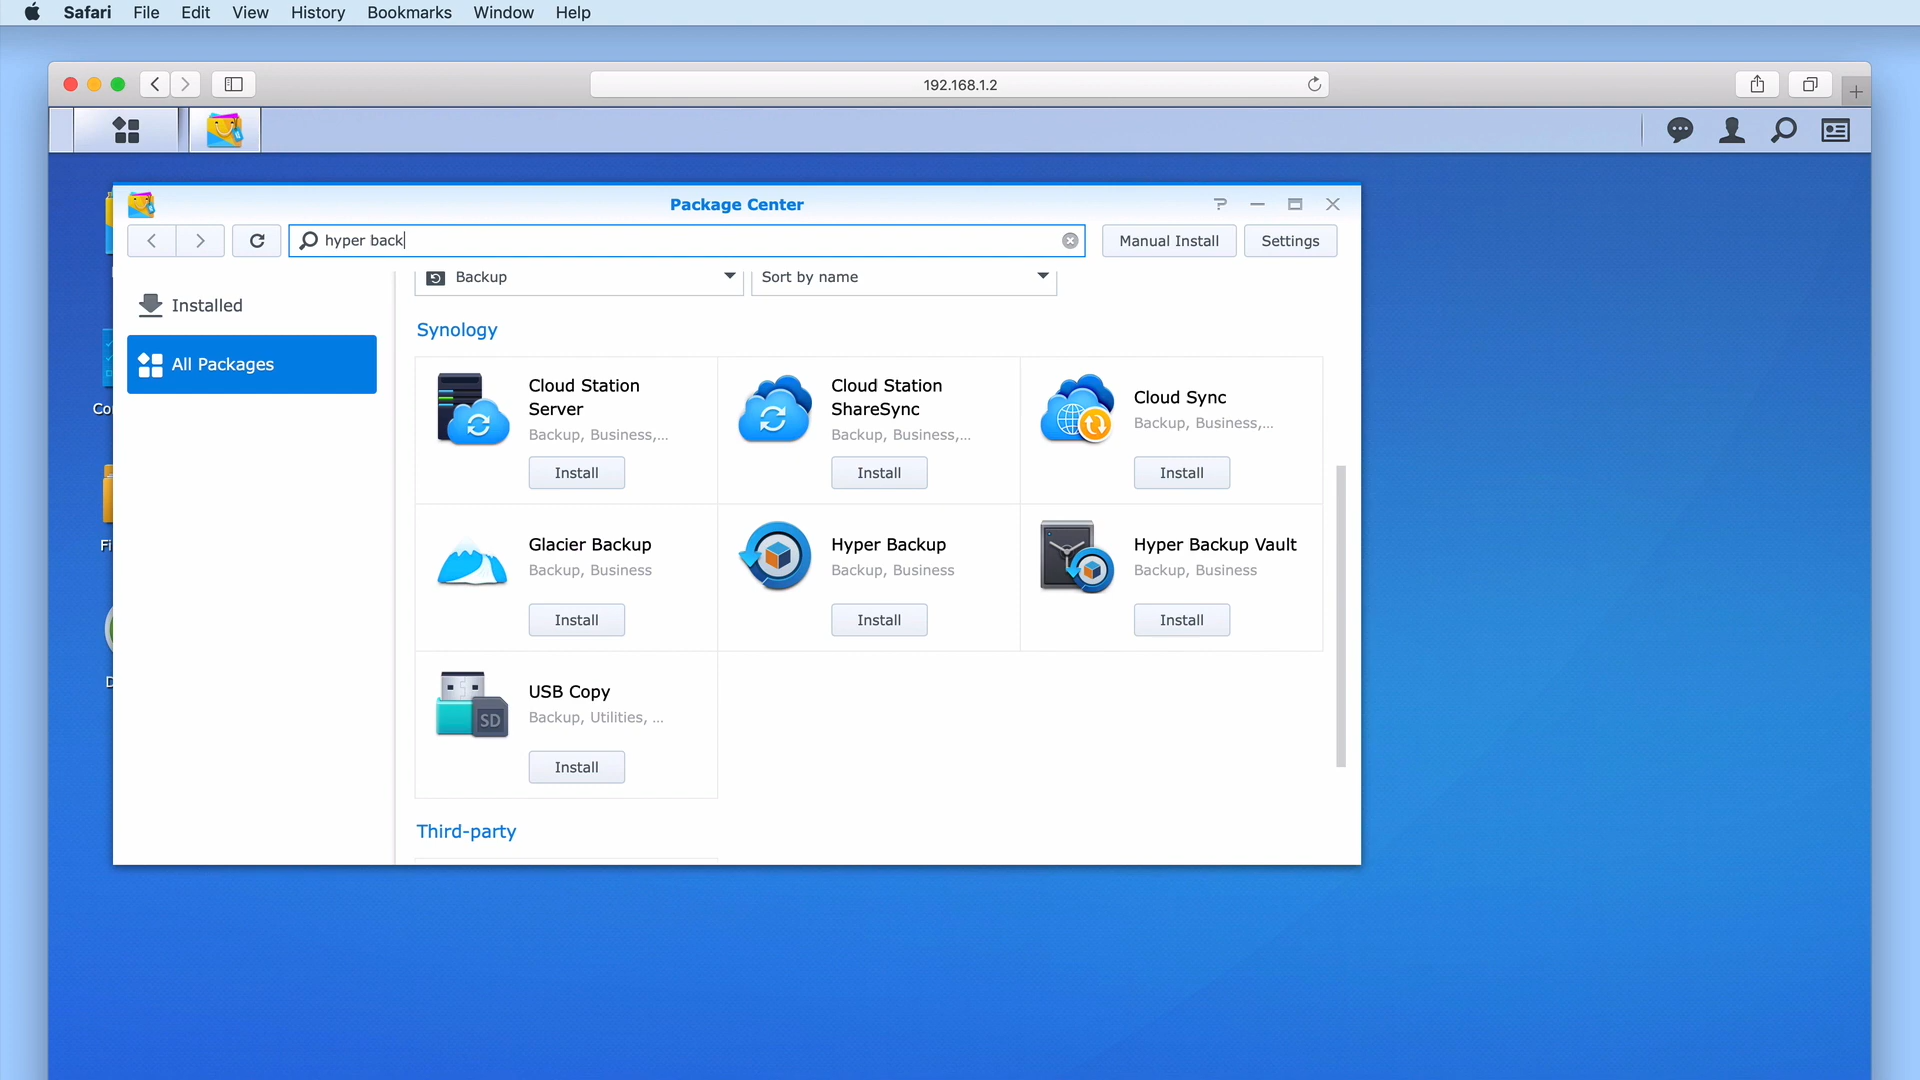 Safari File Edit View History Bookmarks Window Help
192.168.1.2
Package Center
hyper back
Manual Install
Settings
Installed
All Packages
Backup
Sort by name
Synology
Cloud Station
Server
Backup, Business,...
Install
Cloud Station
ShareSync
Backup, Business,...
Install
Cloud Sync
Backup, Business,...
Install
Glacier Backup
Backup, Business
Install
Hyper Backup
Backup, Business
Install
Hyper Backup Vault
Backup, Business
Install
SD
USB Copy
Backup, Utilities, ...
Install
Third-party
Co
Fi